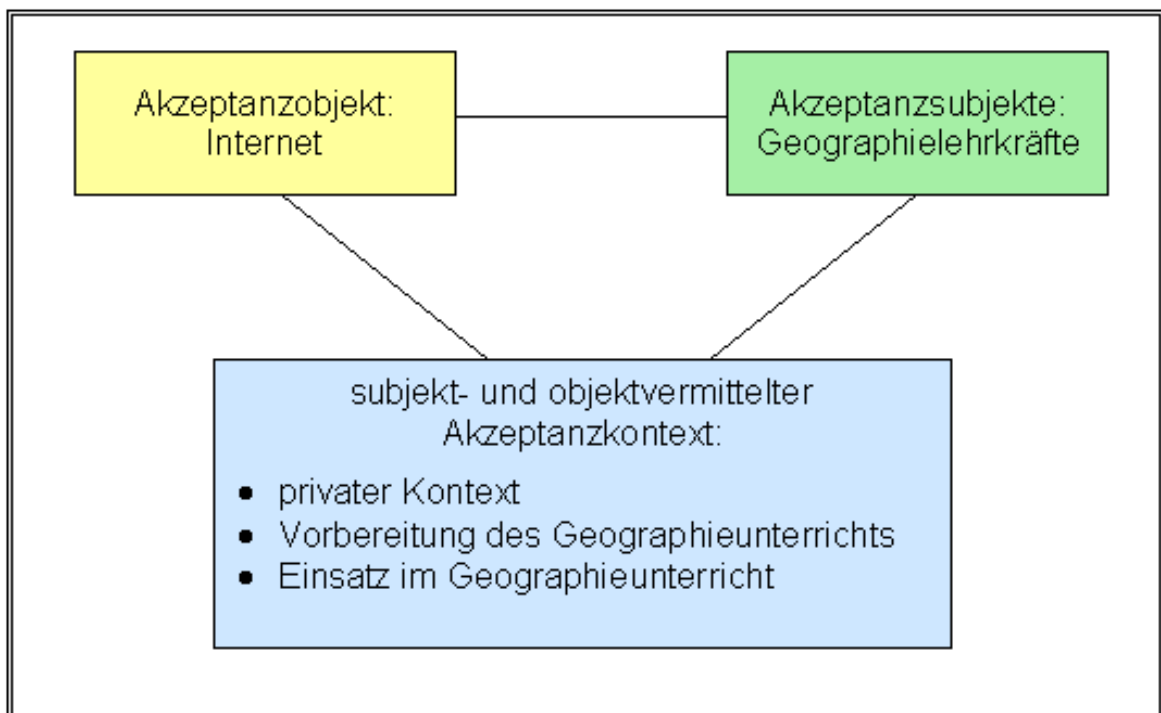 Akzeptanzobjekt:
Internet
Akzeptanzsubjekte:
Geographielehrkräfte
subjekt- und objektvermittelter
Akzeptanzkontext:
• privater Kontext
• Vorbereitung des Geographieunterrichts
• Einsatz im Geographieunterricht